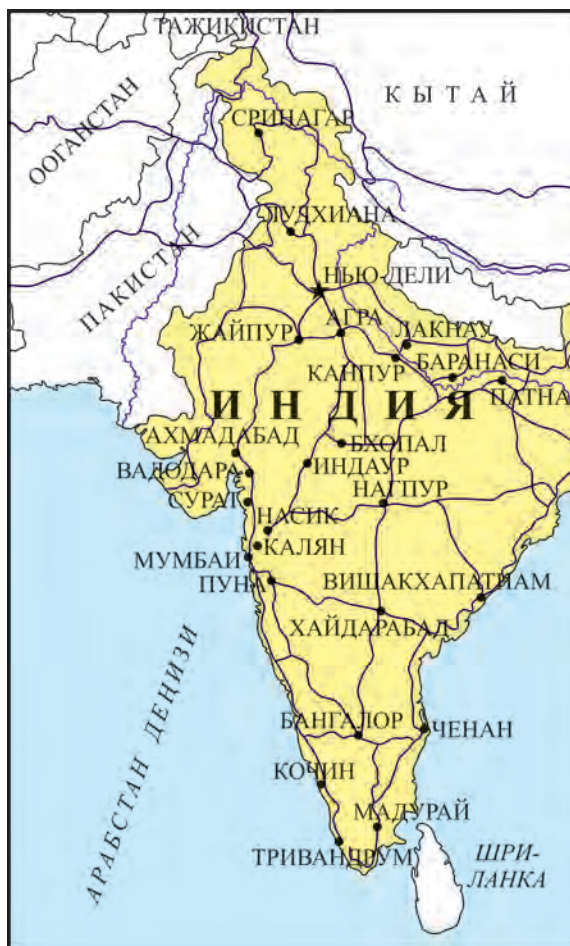 ТАЖИКИСТАН
КЫТАЙ
ООГАНСТАН
СРИНАГАР
ЛУДХИАНА
ПАКИСТАН
НЬЮ-ДЕЛИ
АГРА
ЖАЙПУР
ЛАКНАУ
КАНПУР
БАРАНАСИ
ПАТНА
ИНДИЯ
АХМАДАБАД
БХОПАЛ
ВАДОДАРА
ИНДАУР
СУРАТ
НАГПУР
НАСИК
КАЛЯН
МУМБАИ
ПУНА
ВИШАКХАПАТНАМ
ХАЙДАРАБАД
АРАБСТАН ДЕҢИЗИ
БАНГАЛОР
ЧЕНАН
КОЧИН
МАДУРАЙ
ТРИВАНДРУМ
ШРИ-
ЛАНКА